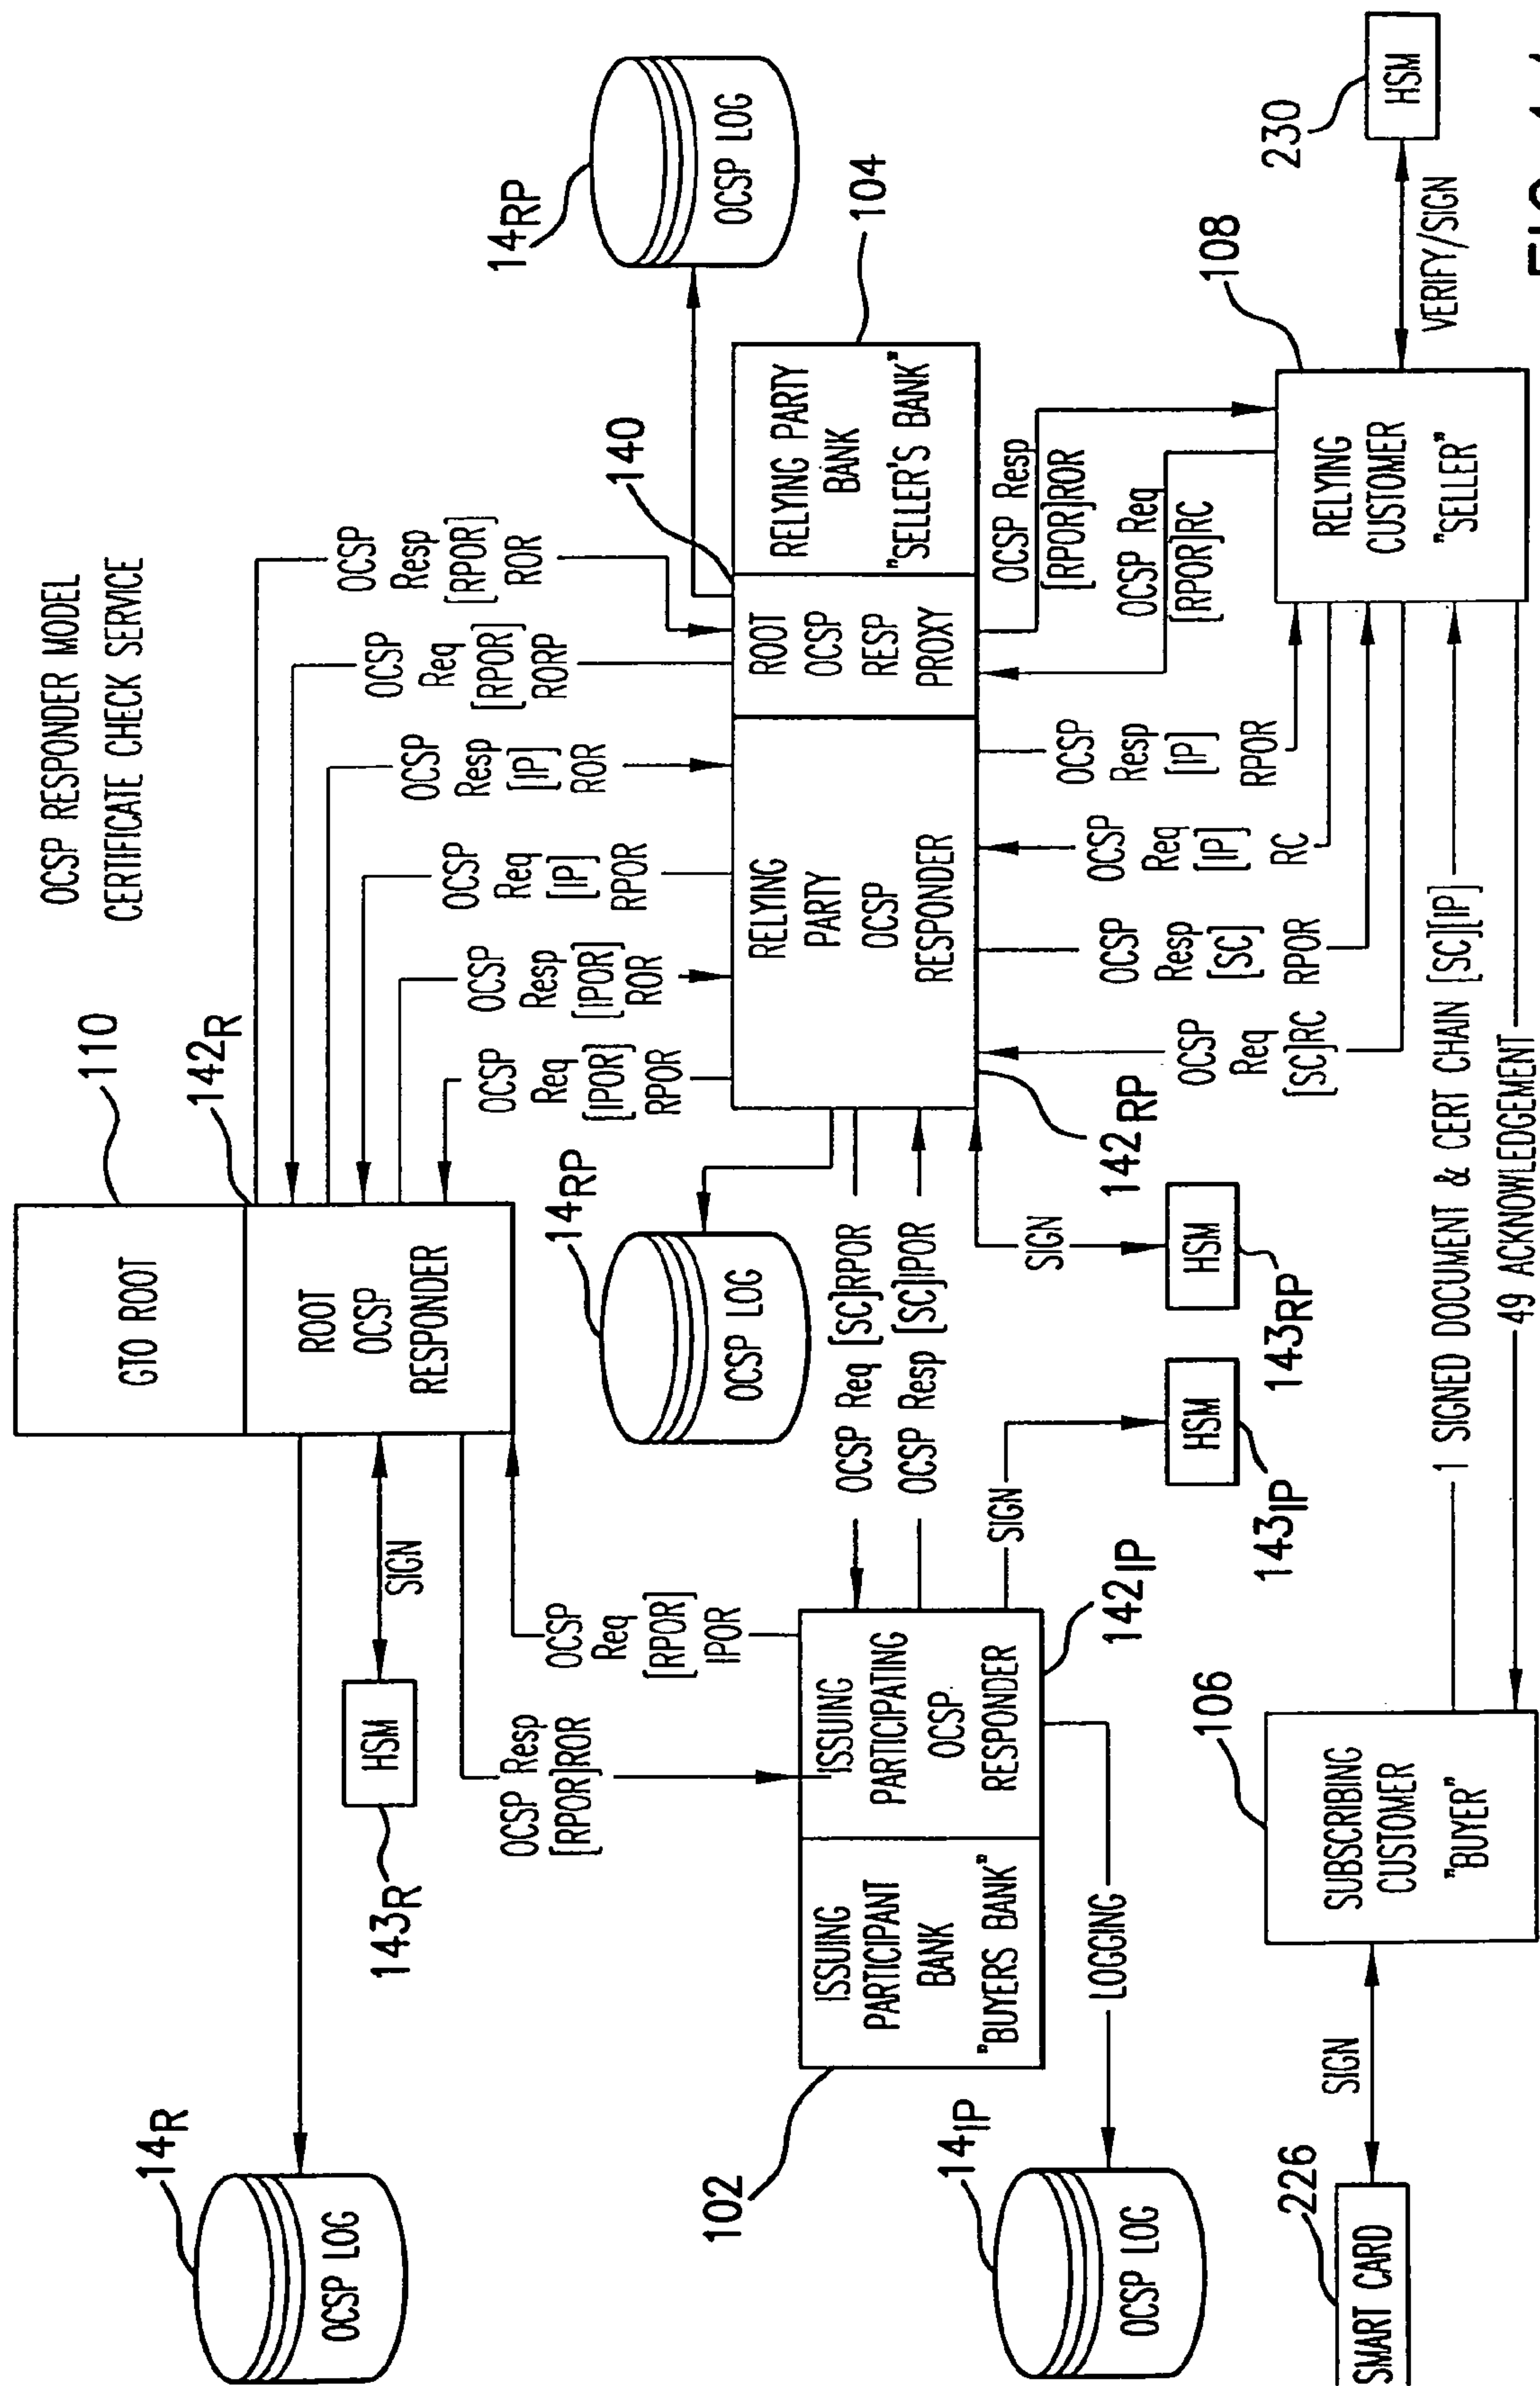 OCSP RESPONDER MODEL
CERTIFICATE CHECK SERVICE
14R
OCSP LOG
110
GTO ROOT
142R
ROOT
OCSP
RESPONDER
SIGN
HSM
143R
OCSP
Resp
[RPOR]
ROR
OCSP
Req
[RPOR]
RORP
OCSP
Resp
[IP]
ROR
OCSP
Req
[IP]
RPOR
OCSP
Resp
[IPOR]
ROR
OCSP
Req
[IPOR]
RPOR
OCSP Resp
[RPOR]ROR
OCSP
Req
[RPOR]
IPOR
14RP
OCSP LOG
14RP
OCSP LOG
140
104
RELYING
PARTY
OCSP
RESPONDER
ROOT
OCSP
RESP
PROXY
RELYING PARTY
BANK
"SELLER'S BANK"
142RP
102
ISSUING
PARTICIPANT
BANK
"BUYERS BANK"
ISSUING
PARTICIPATING
OCSP
RESPONDER
142IP
OCSP Req [SC]RPOR
OCSP Resp [SC]IPOR
SIGN
HSM
143IP
SIGN
HSM
143RP
LOGGING
14IP
OCSP LOG
OCSP
Req
[SC]RC
OCSP
Resp
[SC]
RPOR
OCSP
Req
[IP]
RC
OCSP
Resp
[IP]
RPOR
OCSP Resp
[RPOR]ROR
OCSP Req
[RPOR]RC
226
SMART CARD
SIGN
106
SUBSCRIBING
CUSTOMER
"BUYER"
1 SIGNED DOCUMENT & CERT CHAIN [SC][IP]
49 ACKNOWLEDGEMENT
108
RELYING
CUSTOMER
"SELLER"
VERIFY/SIGN
230
HSM